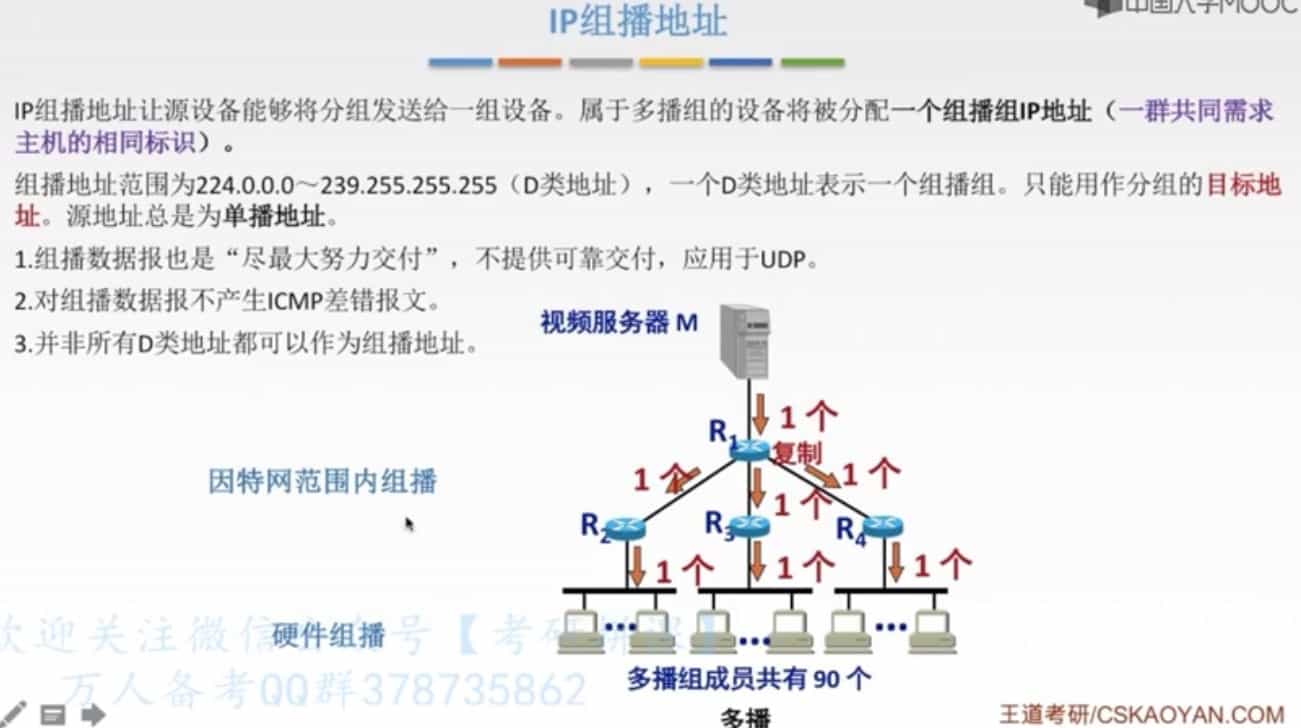 中国大学MOOC
IP组播地址
IP组播地址让源设备能够将分组发送给一组设备。属于多播组的设备将被分配一个组播组IP地址（一群共同需求
主机的相同标识）。
组播地址范围为224.0.0.0～239.255.255.255（D类地址），一个D类地址表示一个组播组。只能用作分组的目标地
址。源地址总是为单播地址。
1.组播数据报也是“尽最大努力交付”，不提供可靠交付，应用于UDP。
2.对组播数据报不产生ICMP差错报文。
3.并非所有D类地址都可以作为组播地址。
视频服务器 M
1 个
R1
复制
1 个
1 个
1 个
因特网范围内组播
R2
R3
R4
1 个
1 个
1 个
欢迎关注微信公众号【考研
硬件组播
万人备考QQ群378735862
多播组成员共有 90 个
多播
王道考研/CSKAOYAN.COM